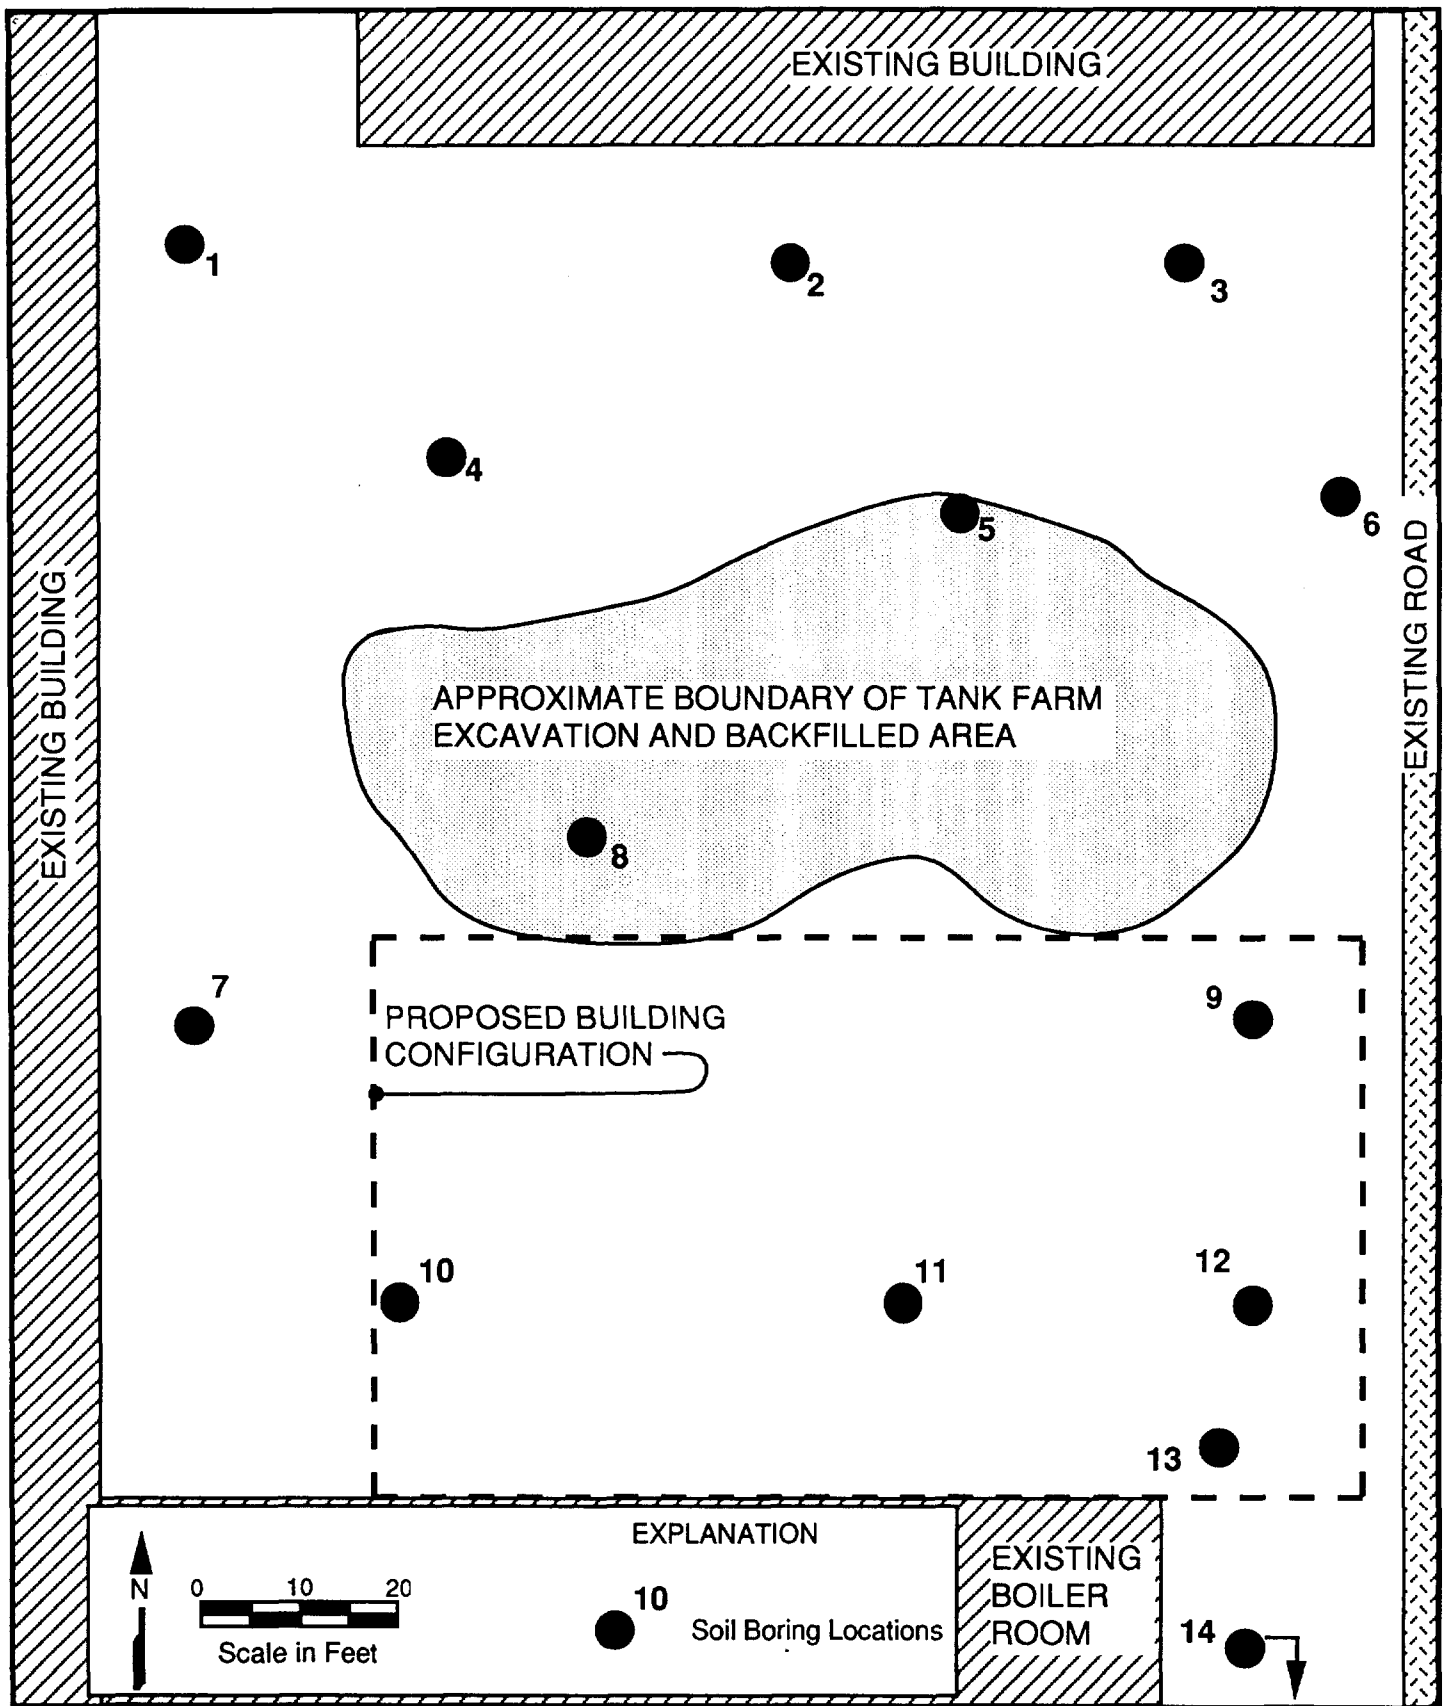 EXISTING BUILDING
1
2
3
4
5
6
EXISTING ROAD
EXISTING BUILDING
APPROXIMATE BOUNDARY OF TANK FARM
EXCAVATION AND BACKFILLED AREA
8
7
9
PROPOSED BUILDING
CONFIGURATION
10
11
12
13
EXPLANATION
N
0 10 20
Scale in Feet
10
Soil Boring Locations
EXISTING
BOILER
ROOM
14